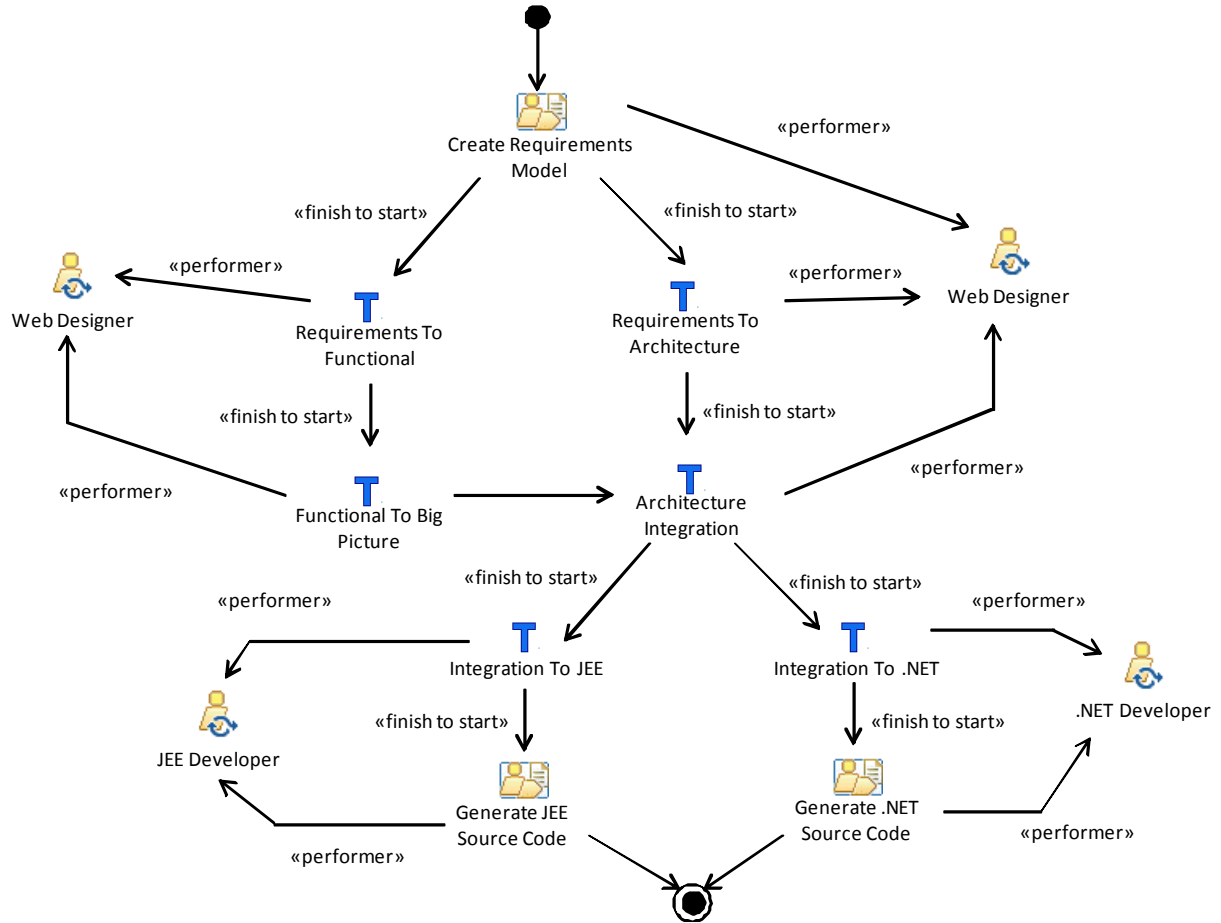 «performer»
Create Requirements
Model
«finish to start»
«finish to start»
«performer»
«performer»
Web Designer
Web Designer
Requirements To
Functional
Requirements To
Architecture
«finish to start»
«finish to start»
«performer»
«performer»
Functional To Big
Picture
Architecture
Integration
«finish to start»
«finish to start»
«performer»
«performer»
Integration To JEE
Integration To .NET
«finish to start»
«finish to start»
.NET Developer
JEE Developer
Generate JEE
Source Code
Generate .NET
Source Code
«performer»
«performer»
T
T
T
T
T
T